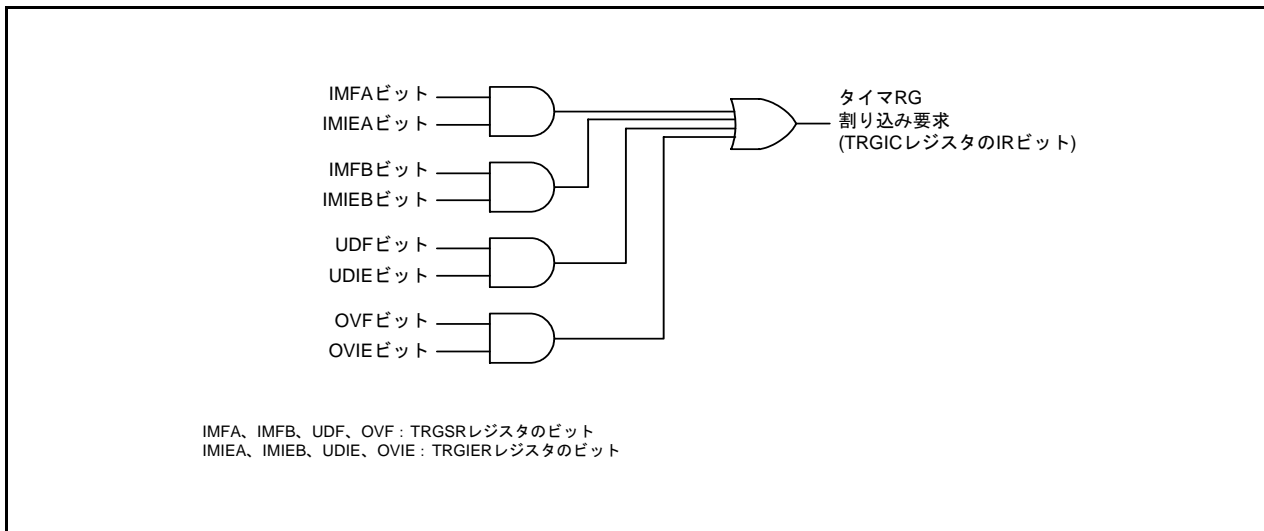 IMFAビット
IMIEAビット
IMFBビット
IMIEBビット
UDFビット
UDIEビット
OVFビット
OVIEビット
タイマRG
割り込み要求
(TRGICレジスタのIRビット)
IMFA、IMFB、UDF、OVF : TRGSRレジスタのビット
IMIEA、IMIEB、UDIE、OVIE : TRGIERレジスタのビット